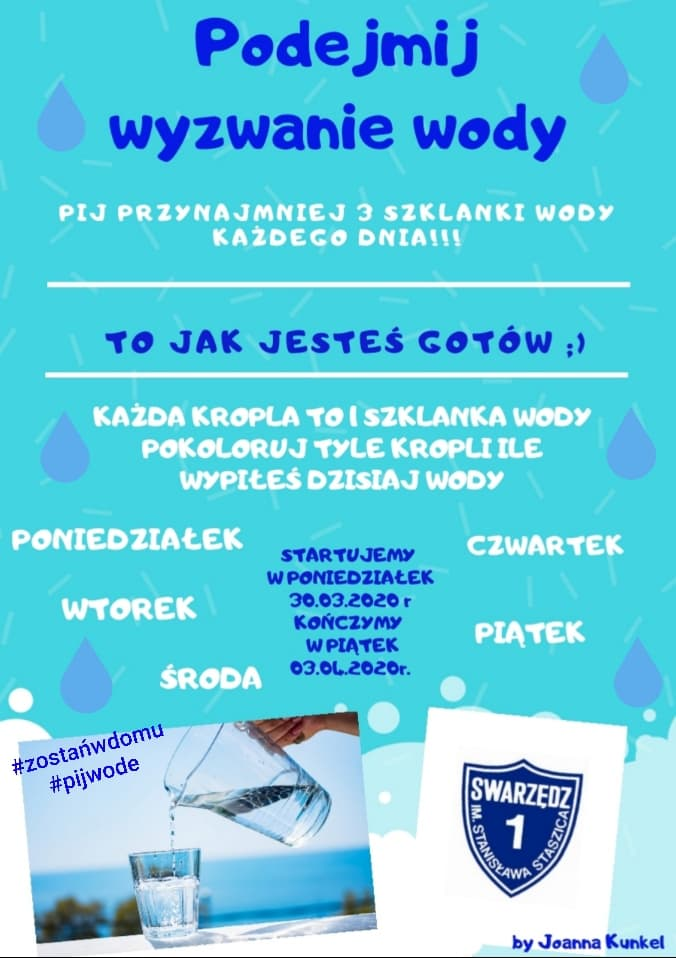 Podejmij
wyzwanie wody
PIJ PRZYNAJMNIEJ 3 SZKLANKI WODY
KAŻDEGO DNIA!!!
TO JAK JESTEŚ GOTÓW ;)
KAŻDA KROPLA TO 1 SZKLANKA WODY
POKOLORUJ TYLE KROPLI ILE
WYPIŁEŚ DZISIAJ WODY
PONIEDZIAŁEK
WTOREK
ŚRODA
STARTUJEMY
W PONIEDZIAŁEK
30.03.2020 r
KOŃCZYMY
W PIĄTEK
03.04.2020r.
CZWARTEK
PIĄTEK
#zostańwdomu
#pijwode
SWARZĘDZ
1
IM. STANISŁAWA STASZICA
by Joanna Kunkel